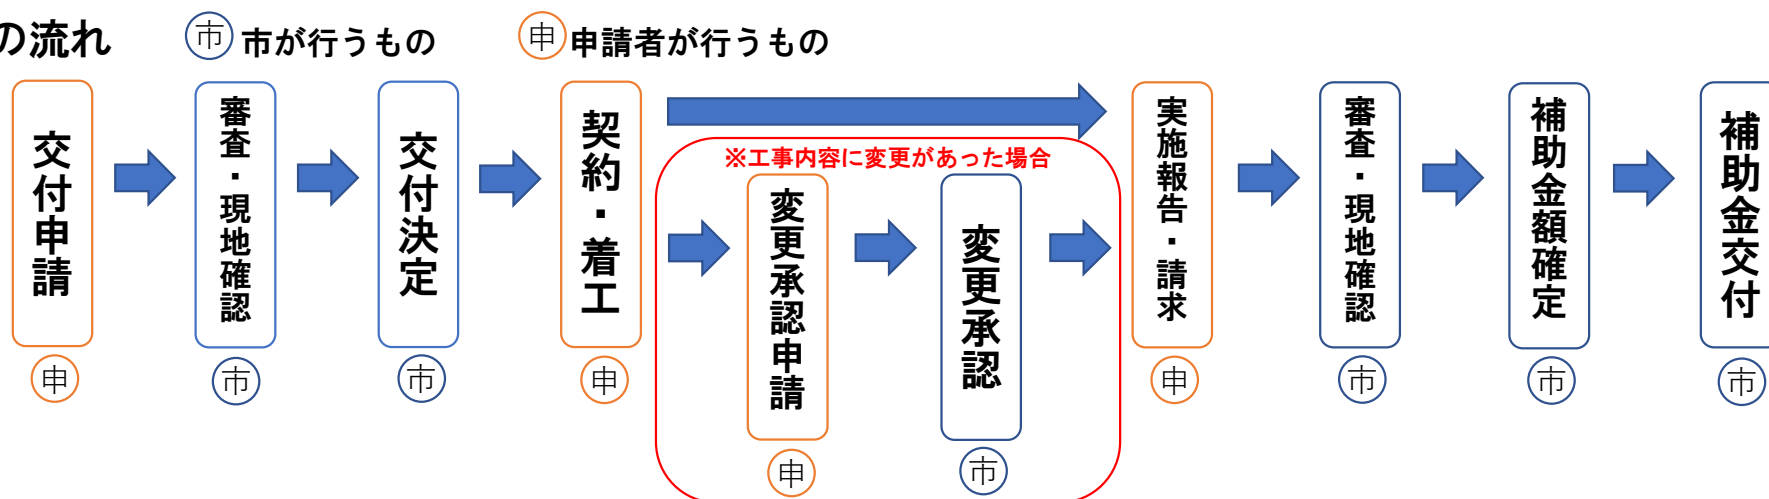 の流れ
市 市が行うもの
申 申請者が行うもの
交付申請
申
審査・現地確認
市
交付決定
市
契約・着工
申
※工事内容に変更があった場合
変更承認申請
申
変更承認
市
実施報告・請求
申
審査・現地確認
市
補助金額確定
市
補助金交付
市